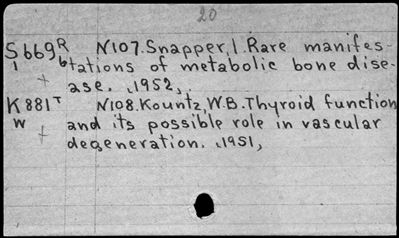 20
S669R N107.Snapper,I.Rare manifes-
1 b tations of metabolic bone dise-
+ ase. ,1952,
K881T N108.Kountz,W.B.Thyroid function
W and its possible role in vascular
+ degeneration. ,1951,